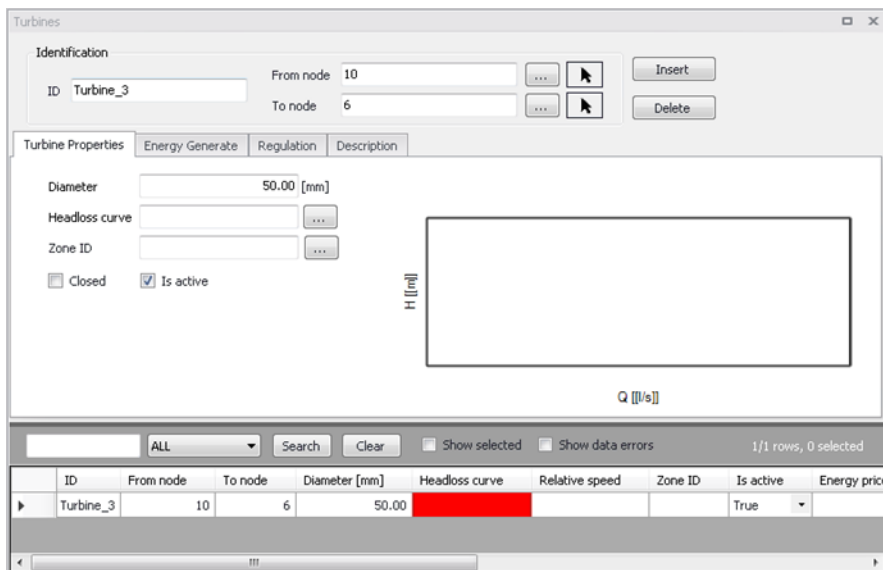 Turbines
Identification
ID Turbine_3
From node 10 ...
To node 6 ...
Insert
Delete
Turbine Properties Energy Generate Regulation Description
Diameter 50.00 [mm]
Headloss curve ...
Zone ID ...
Closed Is active
H [[m]]
Q [[l/s]]
ALL Search Clear Show selected Show data errors 1/1 rows, 0 selected
ID From node To node Diameter [mm] Headloss curve Relative speed Zone ID Is active Energy price
Turbine_3 10 6 50.00 True